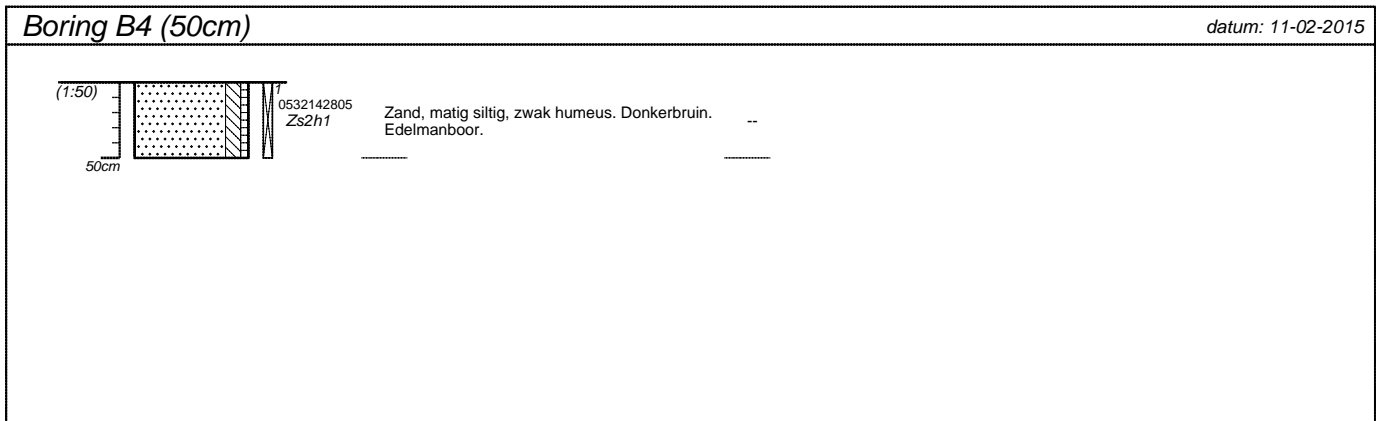 Boring B4 (50cm)
datum: 11-02-2015
(1:50)
1
0532142805
Zs2h1
Zand, matig siltig, zwak humeus. Donkerbruin.
Edelmanboor.
--
50cm